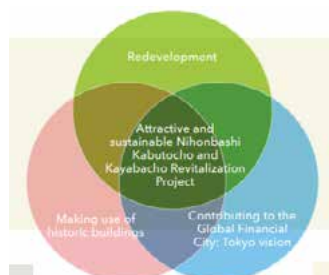 Redevelopment
Attractive and
sustainable Nihonbashi
Kabutocho and
Kayabacho Revitalization
Project
Making use of
historic buildings
Contributing to the
Global Financial
City: Tokyo vision